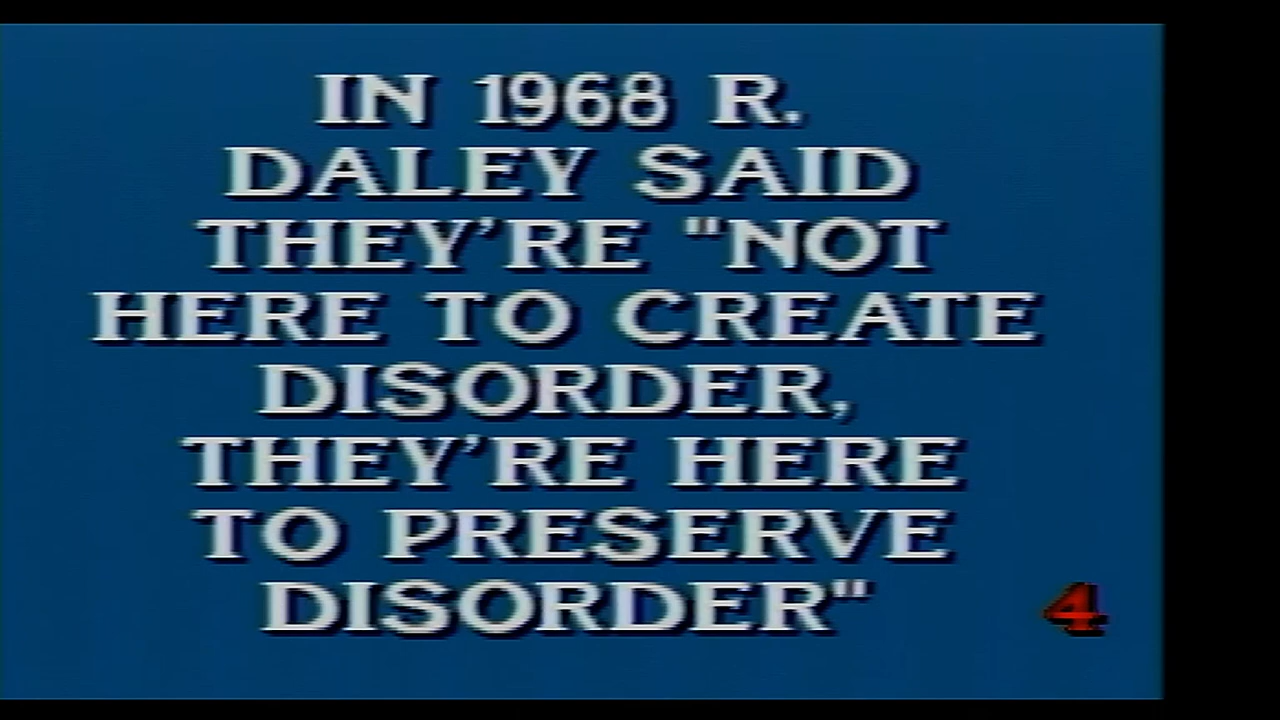 IN 1968 R.
DALEY SAID
THEY'RE "NOT
HERE TO CREATE
DISORDER,
THEY'RE HERE
TO PRESERVE
DISORDER"
4